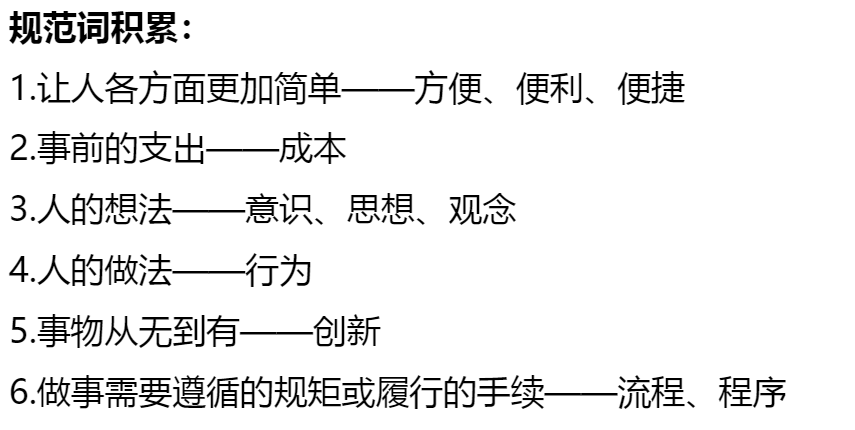 规范词积累：
1.让人各方面更加简单——方便、便利、便捷
2.事前的支出——成本
3.人的想法——意识、思想、观念
4.人的做法——行为
5.事物从无到有——创新
6.做事需要遵循的规矩或履行的手续——流程、程序